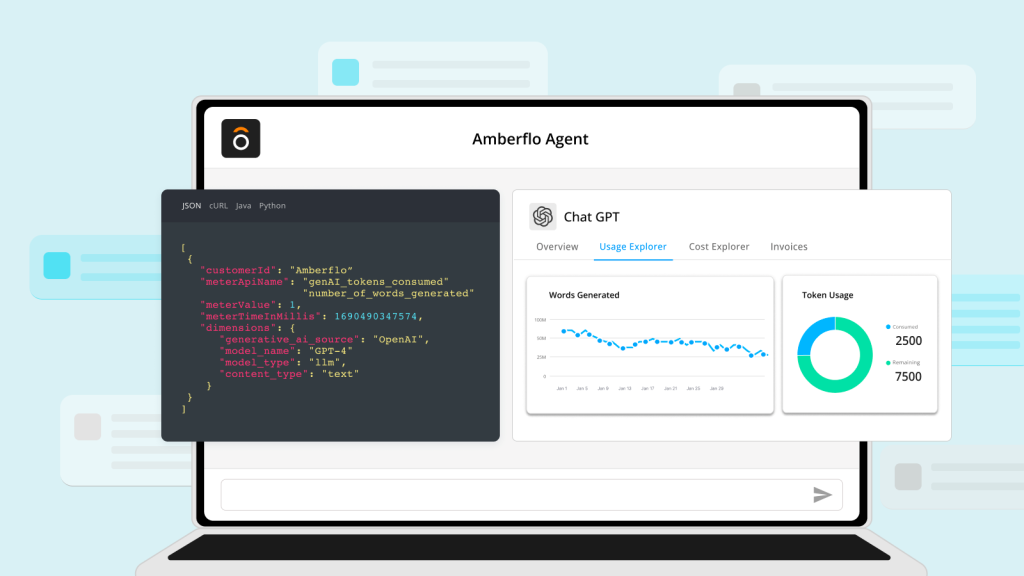 Amberflo Agent
JSON cURL Java Python
[
{
"customerId": "Amberflo"
"meterApiName": "genAI_tokens_consumed"
"number_of_words_generated"
"meterValue": 1,
"meterTimeInMillis": 1690490347574,
"dimensions": {
"generative_ai_source": "OpenAI",
"model_name": "GPT-4"
"model_type": "llm",
"content_type": "text"
}
}
]
Chat GPT
Overview Usage Explorer Cost Explorer Invoices
Words Generated
100M
50M
25M
0
Jan 1 Jan 5 Jan 9 Jan 13 Jan 17 Jan 21 Jan 25 Jan 29
Token Usage
Consumed
2500
Remaining
7500